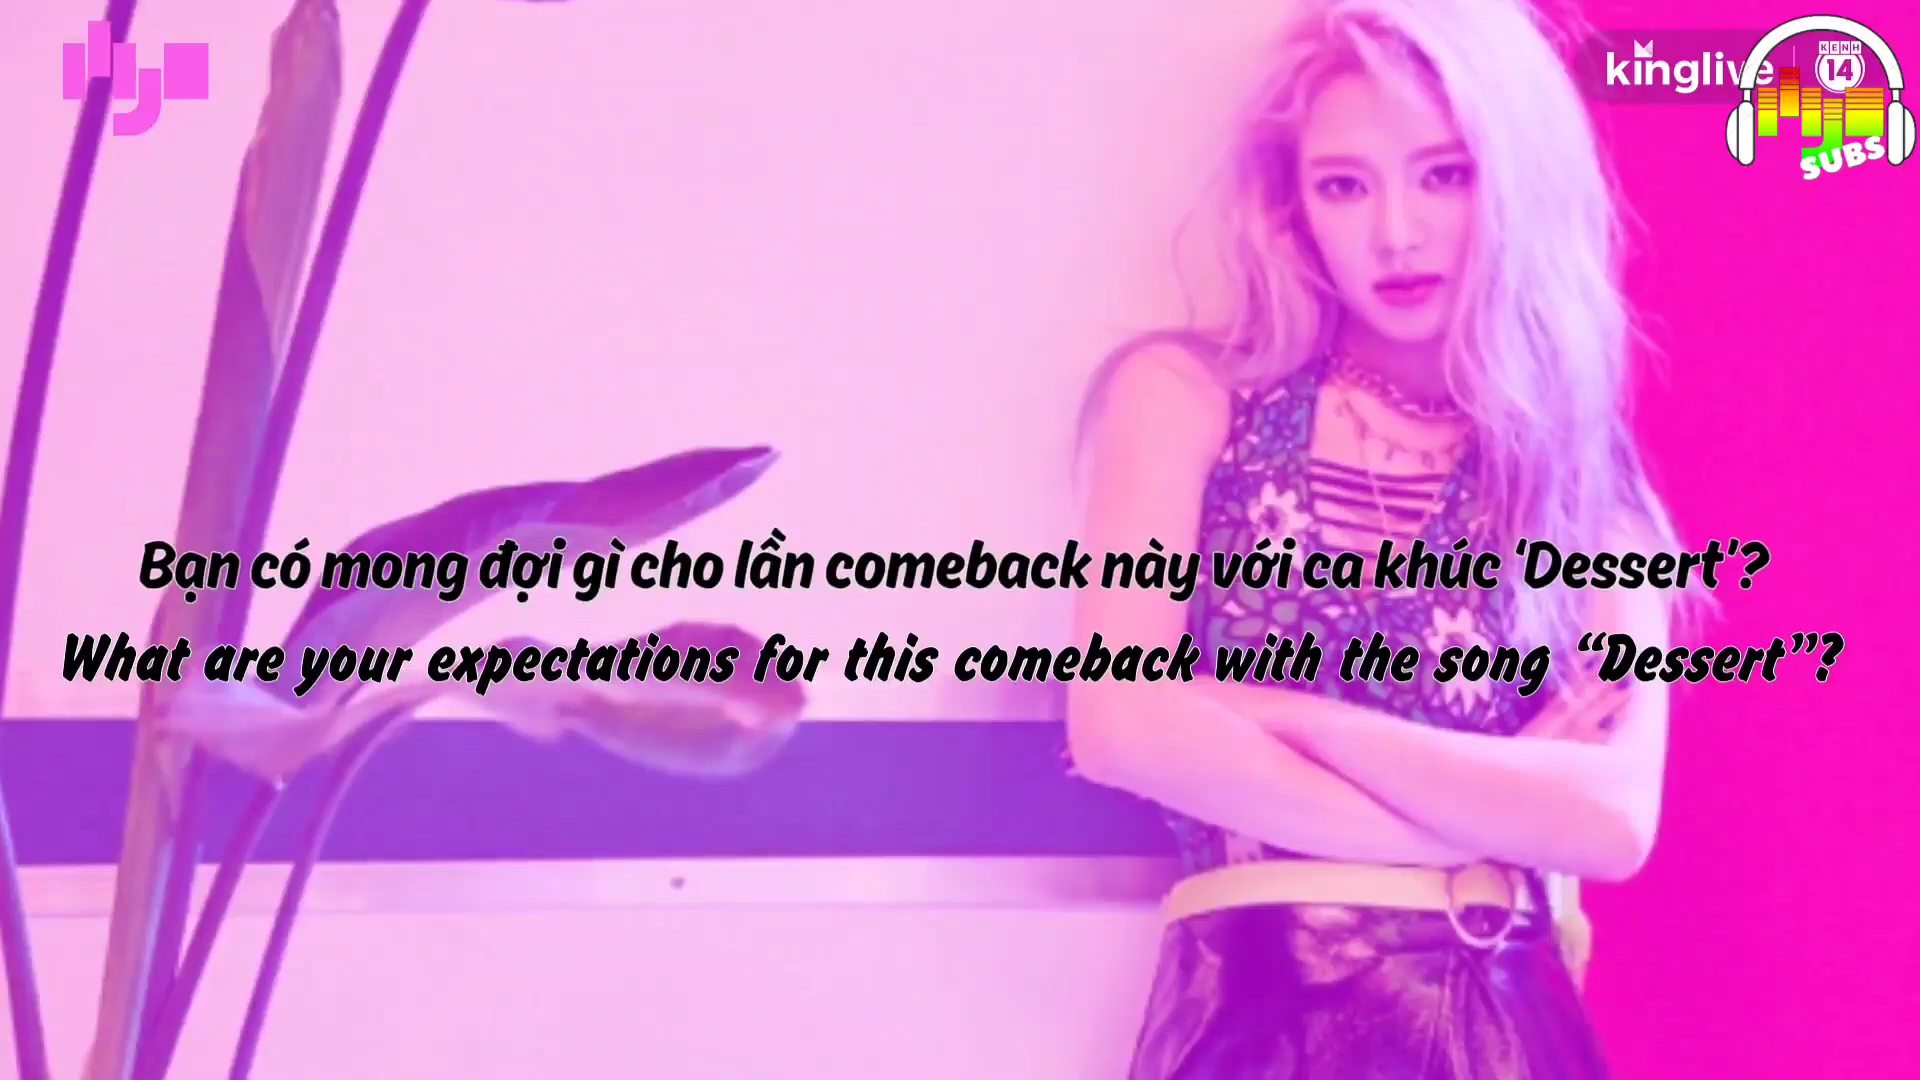 hyo
kinglive
KENH
14
SUBS
Bạn có mong đợi gì cho lần comeback này với ca khúc ‘Dessert’?
What are your expectations for this comeback with the song “Dessert”?